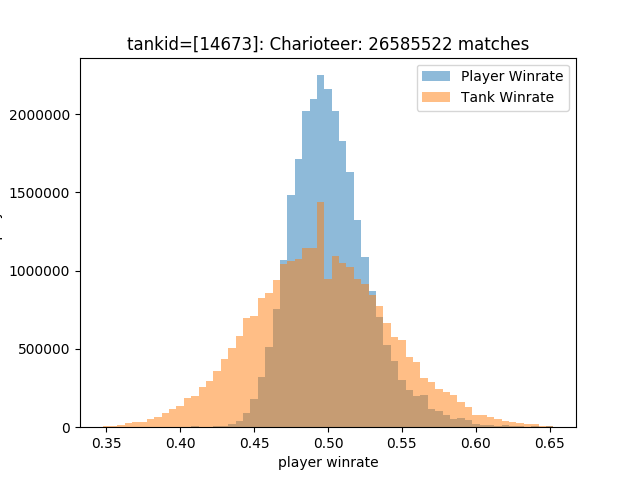 tankid=[14673]: Charioteer: 26585522 matches
Player Winrate
Tank Winrate
2000000
1500000
1000000
500000
0
0.35 0.40 0.45 0.50 0.55 0.60 0.65
player winrate